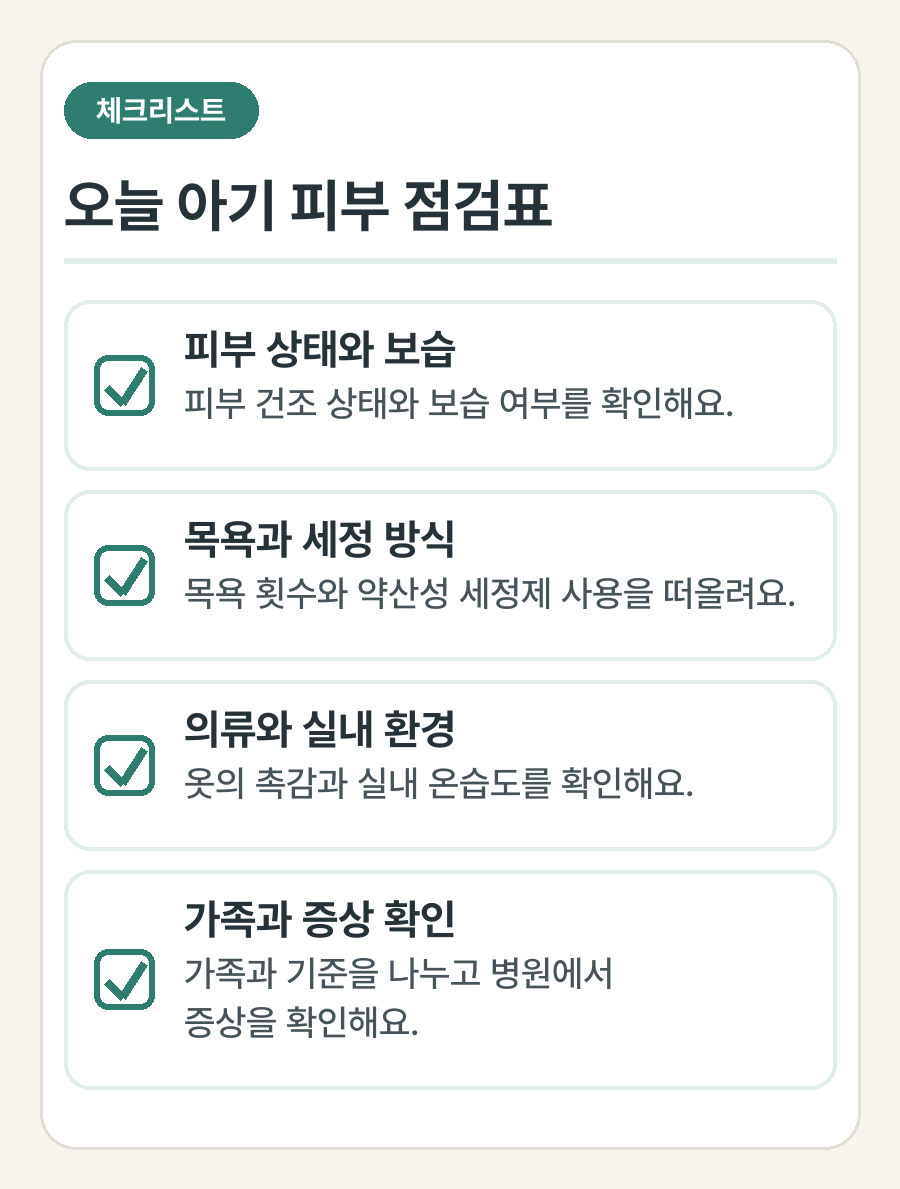 체크리스트
오늘 아기 피부 점검표
피부 상태와 보습
피부 건조 상태와 보습 여부를 확인해요.
목욕과 세정 방식
목욕 횟수와 약산성 세정제 사용을 떠올려요.
의류와 실내 환경
옷의 촉감과 실내 온습도를 확인해요.
가족과 증상 확인
가족과 기준을 나누고 병원에서
증상을 확인해요.